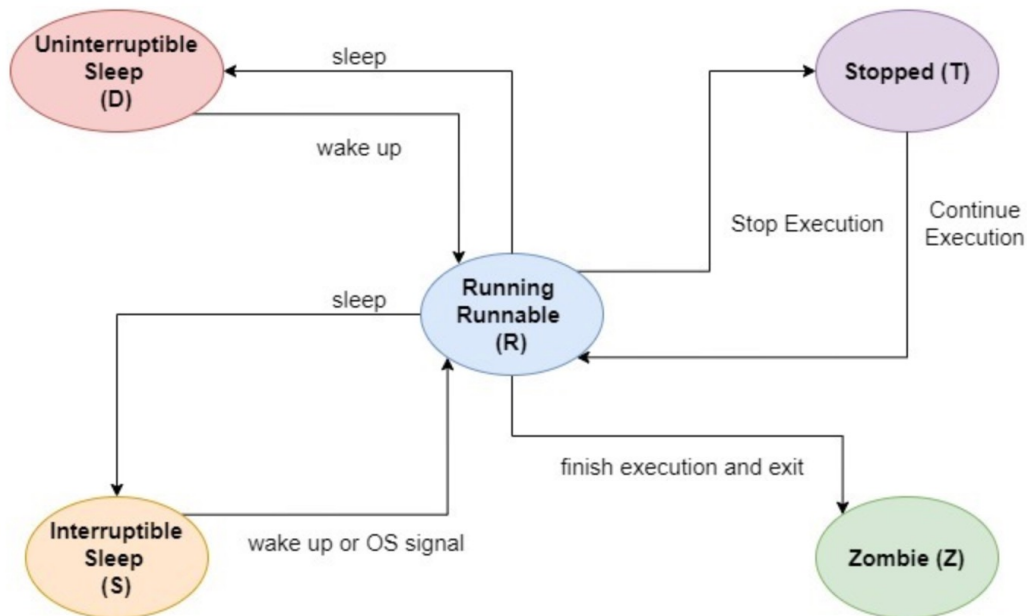 Uninterruptible
Sleep
(D)
sleep
wake up
Stopped (T)
Stop Execution
Continue
Execution
Running
Runnable
(R)
sleep
Interruptible
Sleep
(S)
wake up or OS signal
finish execution and exit
Zombie (Z)